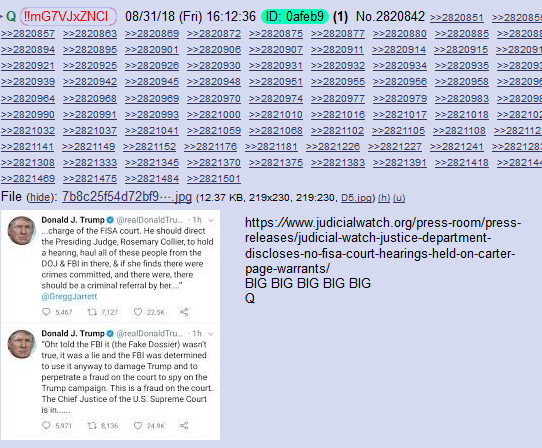 Q !!mG7VJxZNCI 08/31/18 (Fri) 16:12:36 ID: 0afeb9 (1) No.2820842 >>2820851
>>2820857 >>2820863 >>2820869 >>2820872 >>2820875 >>2820877 >>2820880 >>2820885
>>2820894 >>2820895 >>2820901 >>2820906 >>2820907 >>2820911 >>2820914 >>2820915
>>2820921 >>2820925 >>2820926 >>2820930 >>2820931 >>2820932 >>2820934 >>2820935
>>2820939 >>2820942 >>2820945 >>2820948 >>2820951 >>2820955 >>2820956 >>2820958
>>2820964 >>2820968 >>2820969 >>2820970 >>2820974 >>2820977 >>2820979 >>2820983
>>2820990 >>2820991 >>2820993 >>2821000 >>2821010 >>2821016 >>2821017 >>2821018
>>2821032 >>2821037 >>2821041 >>2821059 >>2821068 >>2821102 >>2821105 >>2821108
>>2821141 >>2821149 >>2821152 >>2821176 >>2821181 >>2821226 >>2821227 >>2821241
>>2821308 >>2821333 >>2821345 >>2821370 >>2821375 >>2821383 >>2821391 >>2821418
>>2821469 >>2821475 >>2821484 >>2821501
File (hide): 7b8c25f54d72bf9⋯.jpg (12.37 KB, 219x230, 219:230, D5.jpg) (h) (u)
Donald J. Trump @realDonaldTru... · 1h
...charge of the FISA court. He should direct
the Presiding Judge, Rosemary Collier, to hold
a hearing, haul all of these people from the
DOJ & FBI in there, & if she finds there were
crimes committed, and there were, there
should be a criminal referral by her...."
@GreggJarrett
5,467 7,127 22.5K
Donald J. Trump @realDonaldTru... · 1h
"Ohr told the FBI it (the Fake Dossier) wasn't
true, it was a lie and the FBI was determined
to use it anyway to damage Trump and to
perpetrate a fraud on the court to spy on the
Trump campaign. This is a fraud on the court.
The Chief Justice of the U.S. Supreme Court
is in......
5,971 8,136 24.9K
https://www.judicialwatch.org/press-room/press-
releases/judicial-watch-justice-department-
discloses-no-fisa-court-hearings-held-on-carter-
page-warrants/
BIG BIG BIG BIG BIG
Q